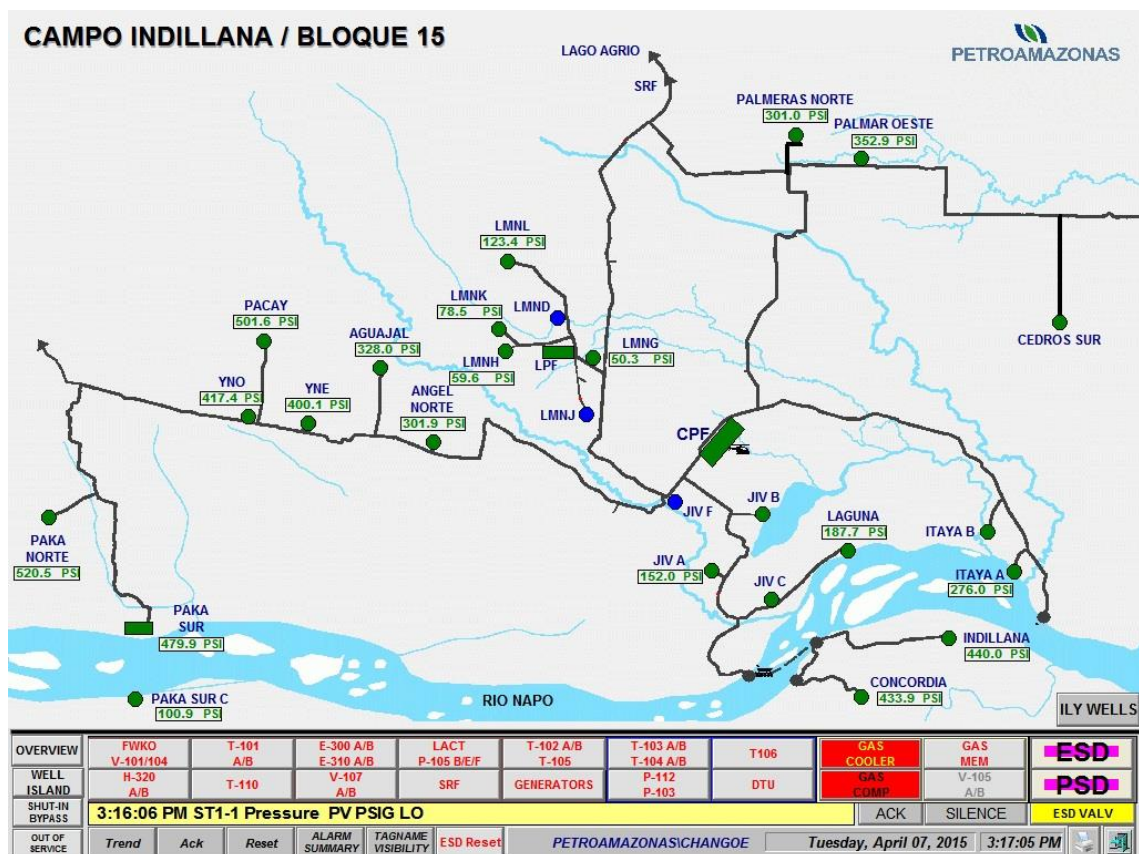 CAMPO INDILLANA / BLOQUE 15
PETROAMAZONAS
LAGO AGRIO
SRF
PALMERAS NORTE
301.0 PSI
PALMAR OESTE
352.9 PSI
LMNL
123.4 PSI
LMNK
78.5 PSI
LMND
PACAY
501.6 PSI
AGUAJAL
328.0 PSI
LMNH
59.6 PSI
LPF
LMNG
50.3 PSI
CEDROS SUR
YNO
417.4 PSI
YNE
400.1 PSI
ANGEL
NORTE
301.9 PSI
LMNJ
CPF
JIV F
JIV B
LAGUNA
187.7 PSI
ITAYA B
PAKA
NORTE
520.5 PSI
JIV A
152.0 PSI
JIV C
ITAYA A
276.0 PSI
PAKA
SUR
479.9 PSI
INDILLANA
440.0 PSI
PAKA SUR C
100.9 PSI
RIO NAPO
CONCORDIA
433.9 PSI
ILY WELLS
OVERVIEW
FWKO
V-101/104
T-101
A/B
E-300 A/B
E-310 A/B
LACT
P-105 B/E/F
T-102 A/B
T-105
T-103 A/B
T-104 A/B
T106
GAS
COOLER
GAS
MEM
ESD
WELL
ISLAND
H-320
A/B
T-110
V-107
A/B
SRF
GENERATORS
P-112
P-103
DTU
GAS
COMP
V-105
A/B
PSD
SHUT-IN
BYPASS
3:16:06 PM ST1-1 Pressure PV PSIG LO
ACK
SILENCE
ESD VALV
OUT OF
SERVICE
Trend
Ack
Reset
ALARM
SUMMARY
TAGNAME
VISIBILITY
ESD Reset
PETROAMAZONAS\CHANGOE
Tuesday, April 07, 2015
3:17:05 PM